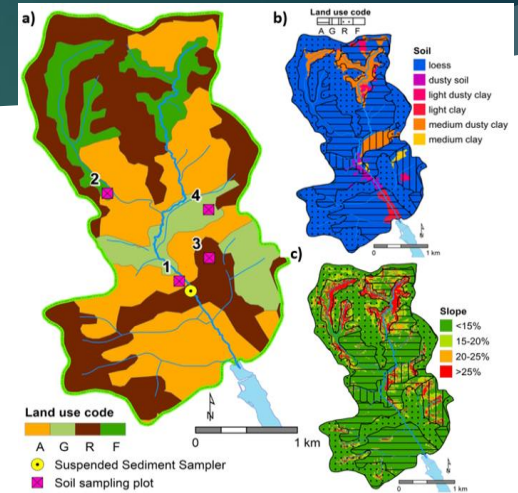 a)
2
4
3
1
Land use code
A G R F
Suspended Sediment Sampler
Soil sampling plot
N
0 1 km
b)
Land use code
A G R F
Soil
loess
dusty soil
light dusty clay
light clay
medium dusty clay
medium clay
N
0 1 km
c)
Slope
<15%
15-20%
20-25%
>25%
N
0 1 km